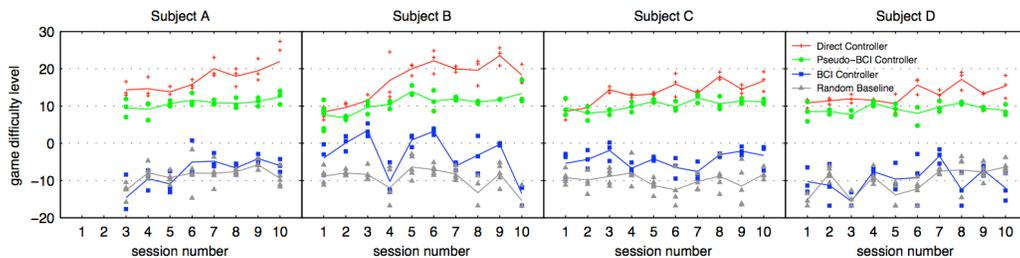 Subject A Subject B Subject C Subject D
30
20
10
0
−10
−20
game difficulty level
Direct Controller
Pseudo−BCI Controller
BCI Controller
Random Baseline
1 2 3 4 5 6 7 8 9 10 1 2 3 4 5 6 7 8 9 10 1 2 3 4 5 6 7 8 9 10 1 2 3 4 5 6 7 8 9 10
session number session number session number session number